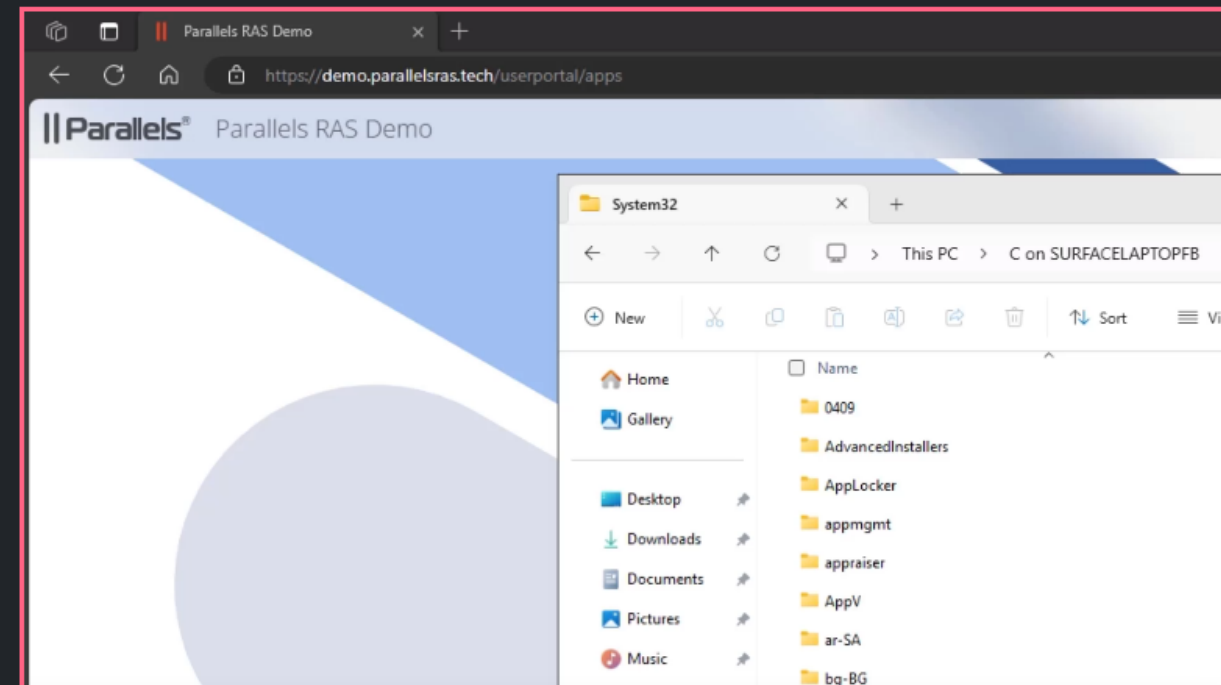 Parallels RAS Demo
https://demo.parallelsras.tech/userportal/apps
Parallels® Parallels RAS Demo
System32
This PC > C on SURFACELAPTOPFB
New
Sort
Home
Gallery
Desktop
Downloads
Documents
Pictures
Music
Name
0409
AdvancedInstallers
AppLocker
appmgmt
appraiser
AppV
ar-SA
bg-BG